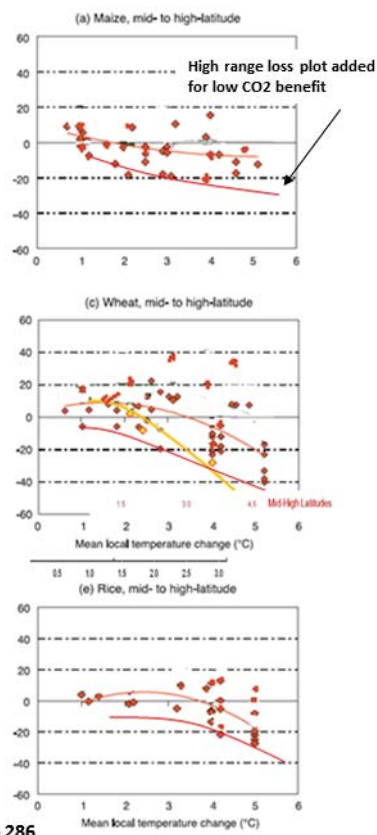 (a) Maize, mid- to high-latitude
High range loss plot added
for low CO2 benefit
60
40
20
0
-20
-40
-60
0 1 2 3 4 5 6
(c) Wheat, mid- to high-latitude
60
40
20
0
-20
-40
-60
1.5 3.0 4.5 Mid-High Latitudes
0 1 2 3 4 5 6
Mean local temperature change (°C)
0.5 1.0 1.5 2.0 2.5 3.0
(e) Rice, mid- to high-latitude
60
40
20
0
-20
-40
-60
0 1 2 3 4 5 6
Mean local temperature change (°C)
286